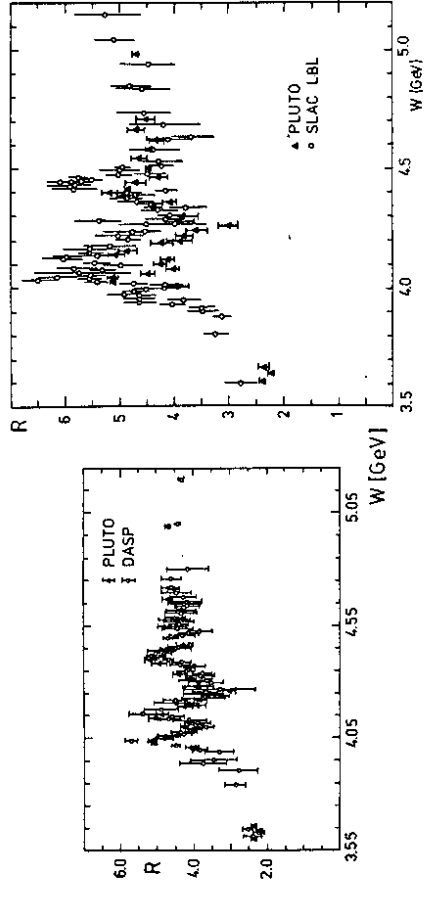 R
6
5
4
3
2
1
3.5
4.0
4.5
5.0
W [GeV]
▲ PLUTO
○ SLAC LBL
6.0
R
4.0
2.0
3.55
4.05
4.55
5.05
W [GeV]
PLUTO
DASP